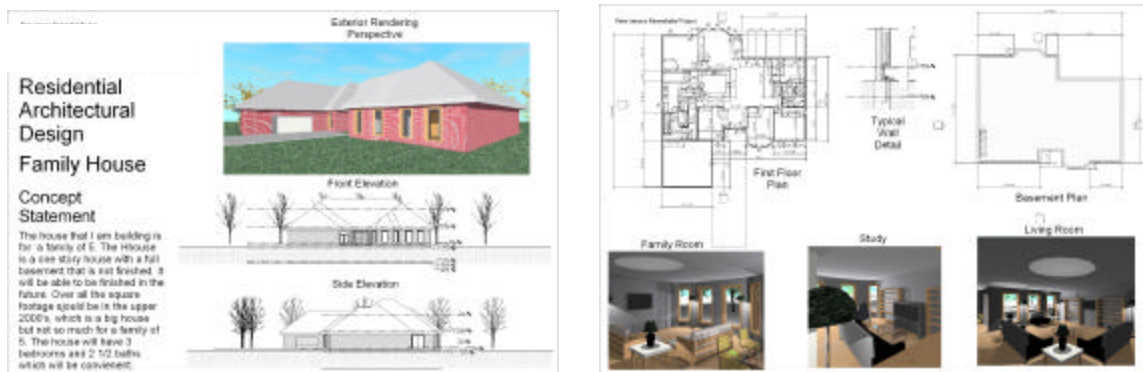 Exterior Rendering
Perspective
Residential
Architectural
Design
Family House
Concept
Statement
The house that I am building is
for a family of 5. The Hhouse
is a one story house with a full
basement that is not finished. It
will be able to be finished in the
future. Over all the square
footage sjould be in the upper
2000's, which is a big house
but not so much for a family of
5. The house will have 3
bedrooms and 2 1/2 baths
which will be convienent.
Front Elevation
Side Elevation
Typical
Wall
Detail
First Floor
Plan
Basement Plan
Family Room
Study
Living Room